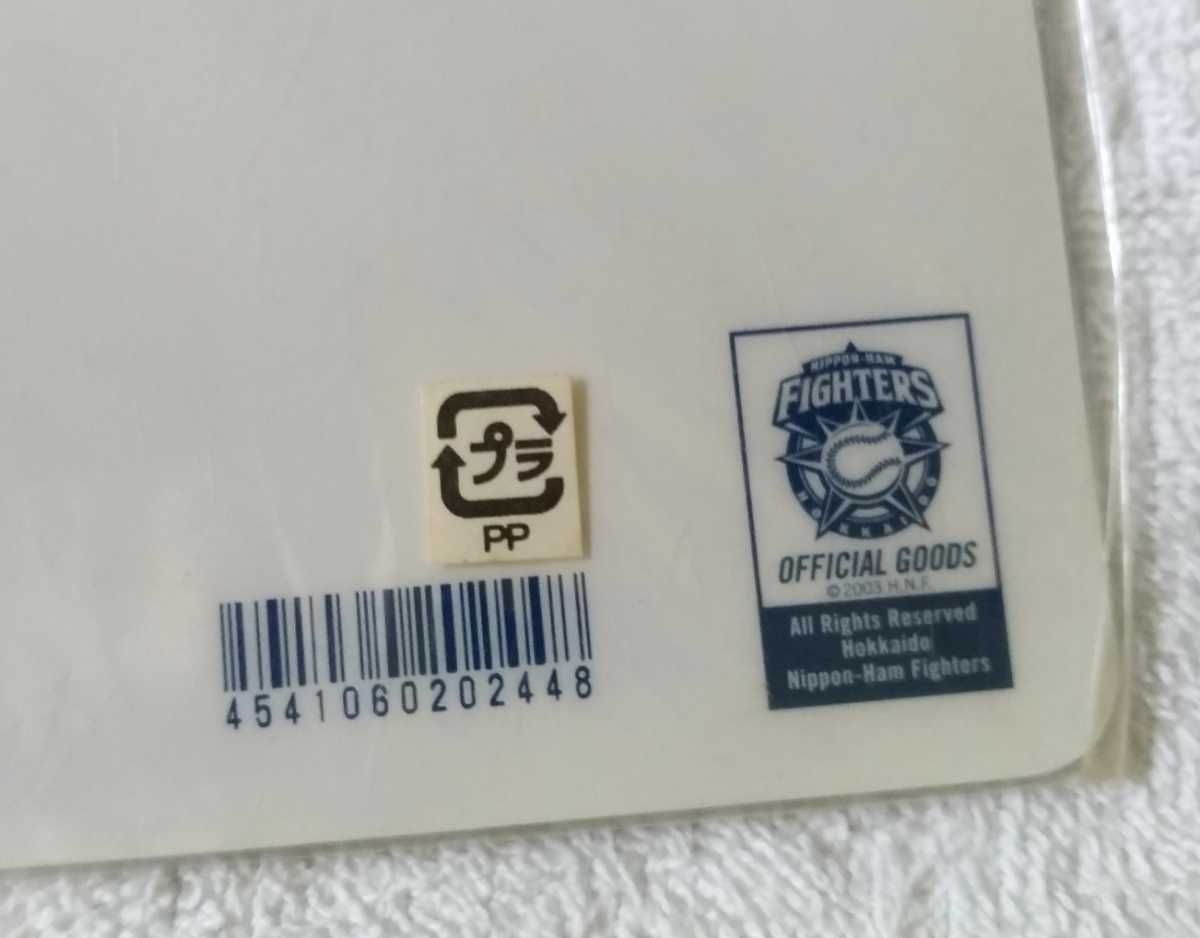 プラ
PP
4541060202448
NIPPON-HAM
FIGHTERS
HOKKAIDO
OFFICIAL GOODS
©2003 H.N.F.
All Rights Reserved
Hokkaido
Nippon-Ham Fighters